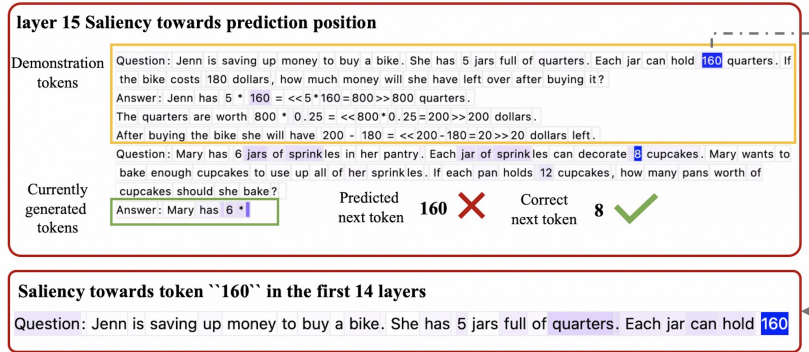 layer 15 Saliency towards prediction position
Demonstration tokens
Question: Jenn is saving up money to buy a bike. She has 5 jars full of quarters. Each jar can hold 160 quarters. If
the bike costs 180 dollars, how much money will she have left over after buying it?
Answer: Jenn has 5 * 160 = <<5*160=800>>800 quarters.
The quarters are worth 800 * 0.25 = <<800*0.25=200>>200 dollars.
After buying the bike she will have 200 - 180 = <<200-180=20>>20 dollars left.
Question: Mary has 6 jars of sprinkles in her pantry. Each jar of sprinkles can decorate 8 cupcakes. Mary wants to
bake enough cupcakes to use up all of her sprinkles. If each pan holds 12 cupcakes, how many pans worth of
cupcakes should she bake?
Currently generated tokens
Answer: Mary has 6 *
Predicted next token 160
Correct next token 8
Saliency towards token ``160`` in the first 14 layers
Question: Jenn is saving up money to buy a bike. She has 5 jars full of quarters. Each jar can hold 160